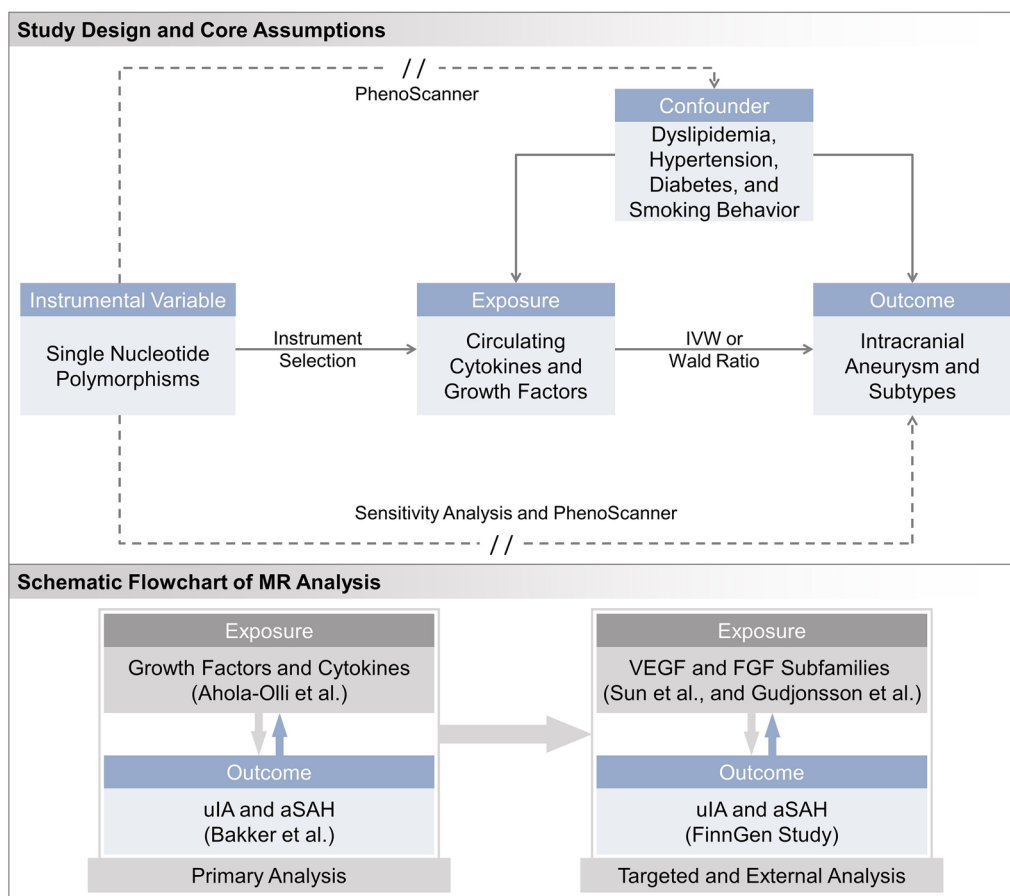 Study Design and Core Assumptions
//
PhenoScanner
Confounder
Dyslipidemia,
Hypertension,
Diabetes, and
Smoking Behavior
Instrumental Variable
Single Nucleotide
Polymorphisms
Instrument
Selection
Exposure
Circulating
Cytokines and
Growth Factors
IVW or
Wald Ratio
Outcome
Intracranial
Aneurysm and
Subtypes
Sensitivity Analysis and PhenoScanner
//
Schematic Flowchart of MR Analysis
Exposure
Growth Factors and Cytokines
(Ahola-Olli et al.)
Outcome
uIA and aSAH
(Bakker et al.)
Primary Analysis
Exposure
VEGF and FGF Subfamilies
(Sun et al., and Gudjonsson et al.)
Outcome
uIA and aSAH
(FinnGen Study)
Targeted and External Analysis